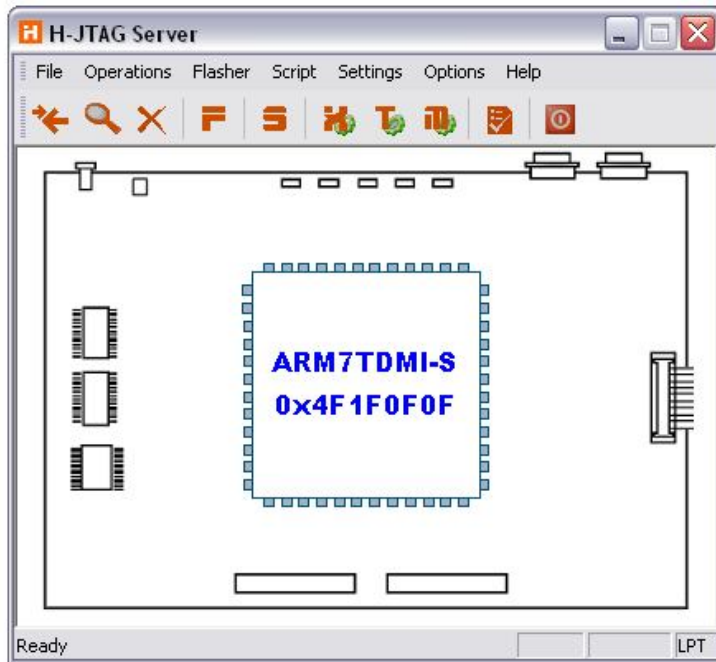 H-JTAG Server
File Operations Flasher Script Settings Options Help
ARM7TDMI-S
0x4F1F0F0F
Ready LPT